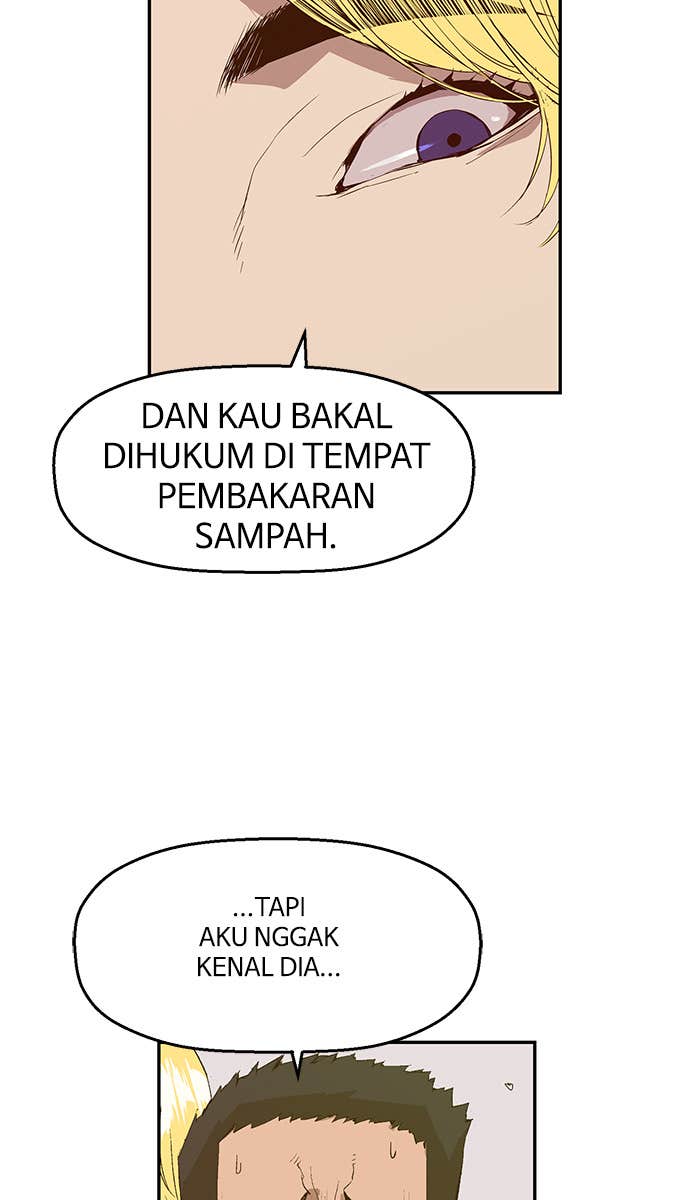 DAN KAU BAKAL
DIHUKUM DI TEMPAT
PEMBAKARAN
SAMPAH.
...TAPI
AKU NGGAK
KENAL DIA...